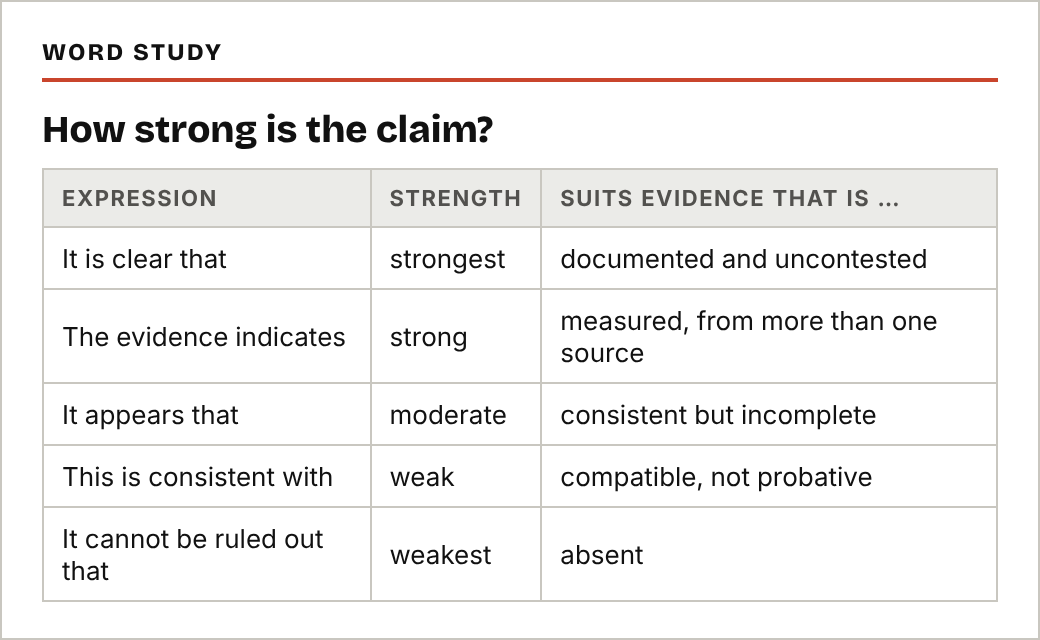 WORD STUDY
How strong is the claim?
EXPRESSION STRENGTH SUITS EVIDENCE THAT IS ...
It is clear that strongest documented and uncontested
The evidence indicates strong measured, from more than one
source
It appears that moderate consistent but incomplete
This is consistent with weak compatible, not probative
It cannot be ruled out
that weakest absent